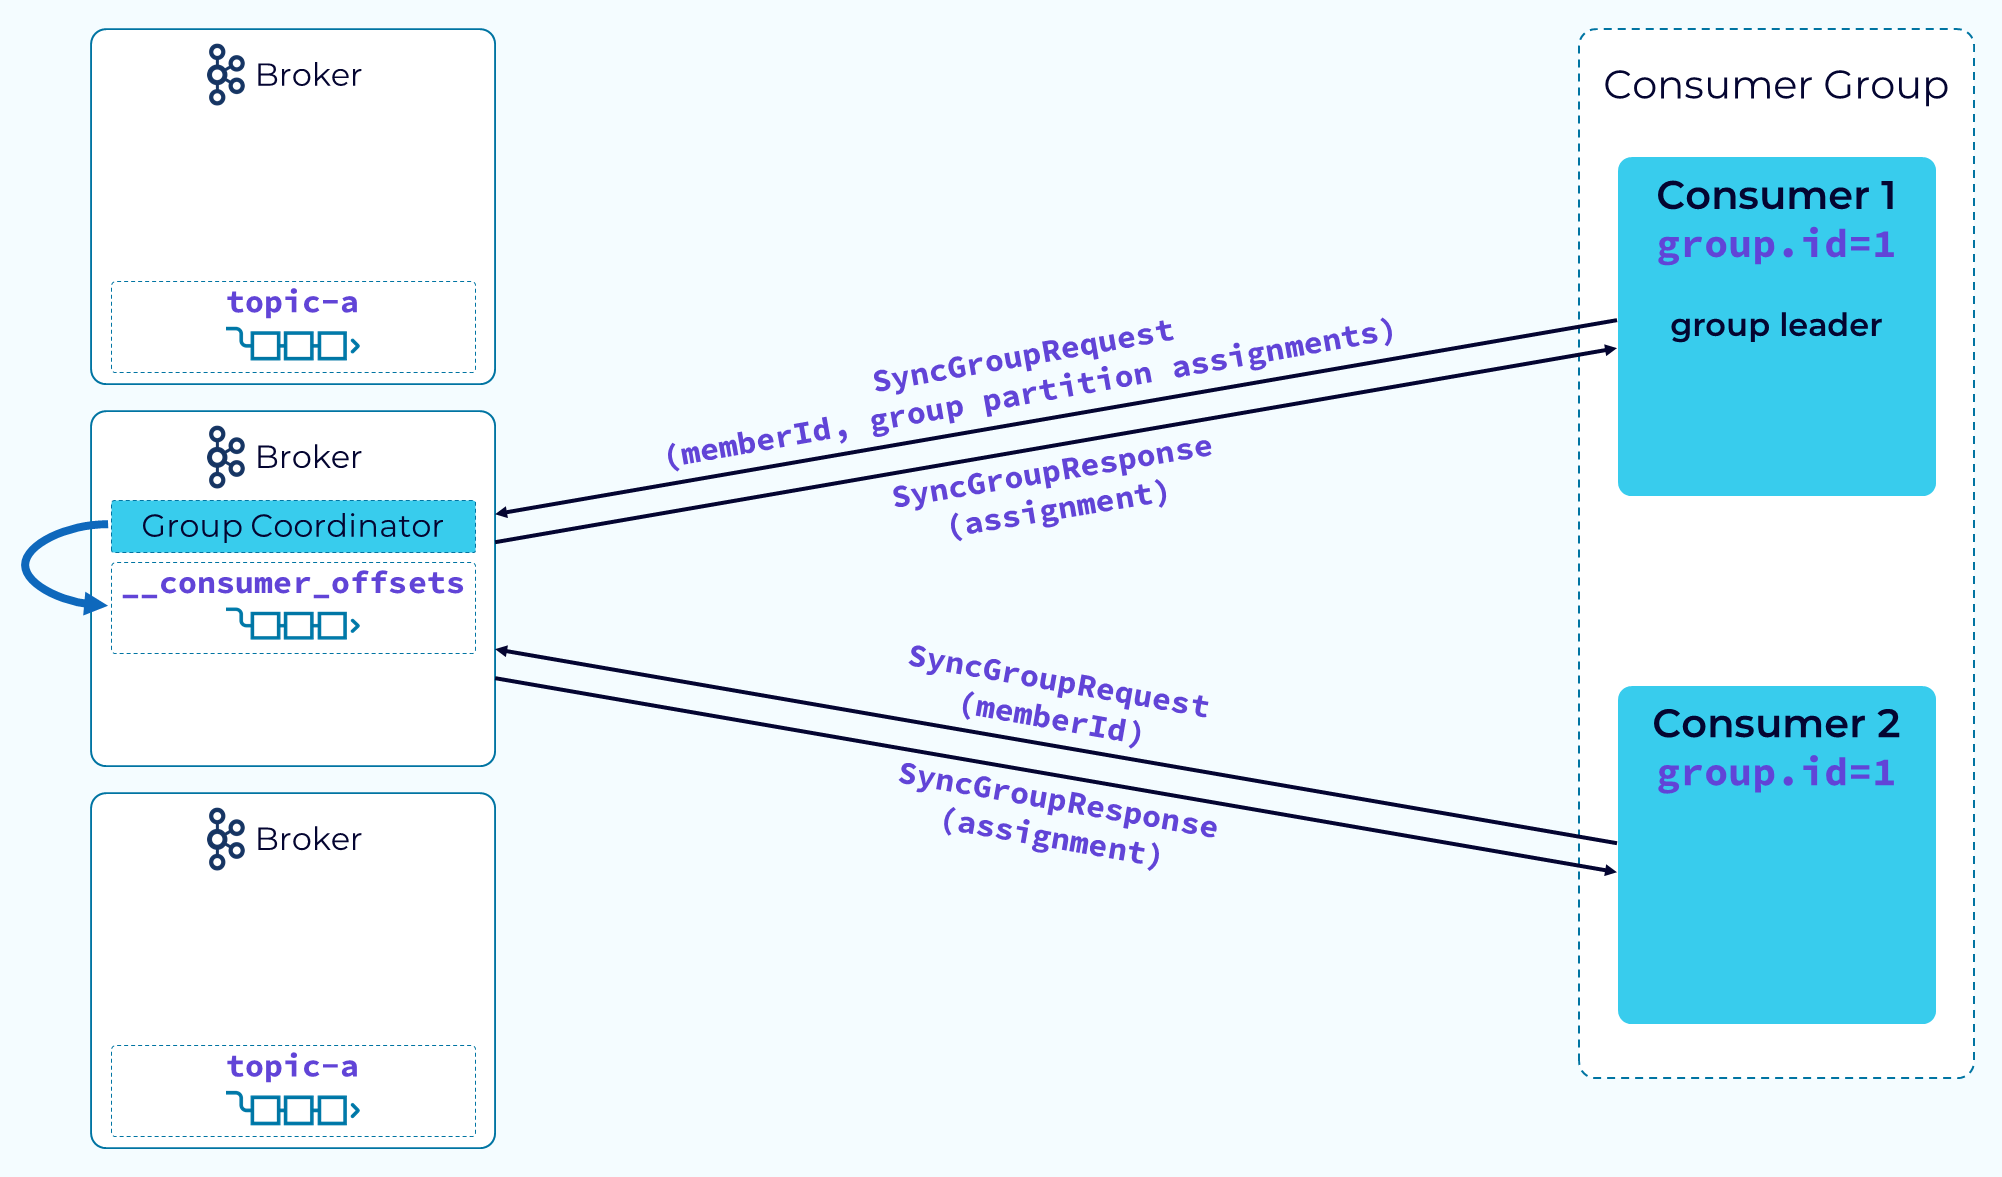 Broker
topic-a
Broker
Group Coordinator
__consumer_offsets
Broker
topic-a
SyncGroupRequest
(memberId, group partition assignments)
SyncGroupResponse
(assignment)
SyncGroupRequest
(memberId)
SyncGroupResponse
(assignment)
Consumer Group
Consumer 1
group.id=1
group leader
Consumer 2
group.id=1